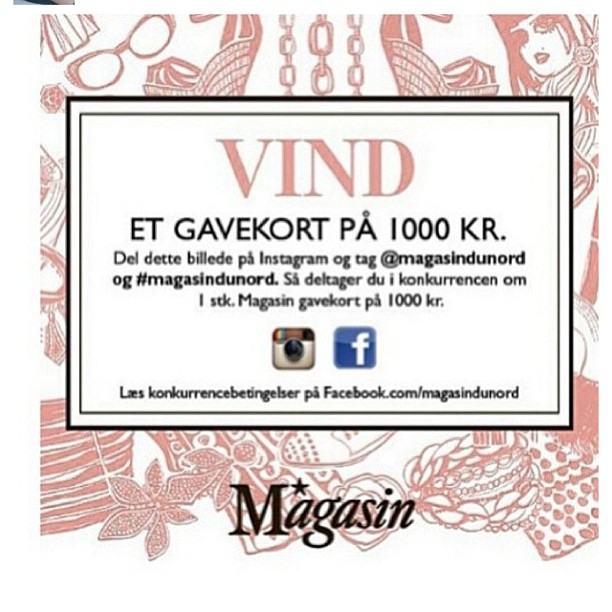 VIND
ET GAVEKORT PÅ 1000 KR.
Del dette billede på Instagram og tag @magasindunord
og #magasindunord. Så deltager du i konkurrencen om
1 stk. Magasin gavekort på 1000 kr.
f
Læs konkurrencebetingelser på Facebook.com/magasindunord
Magasin